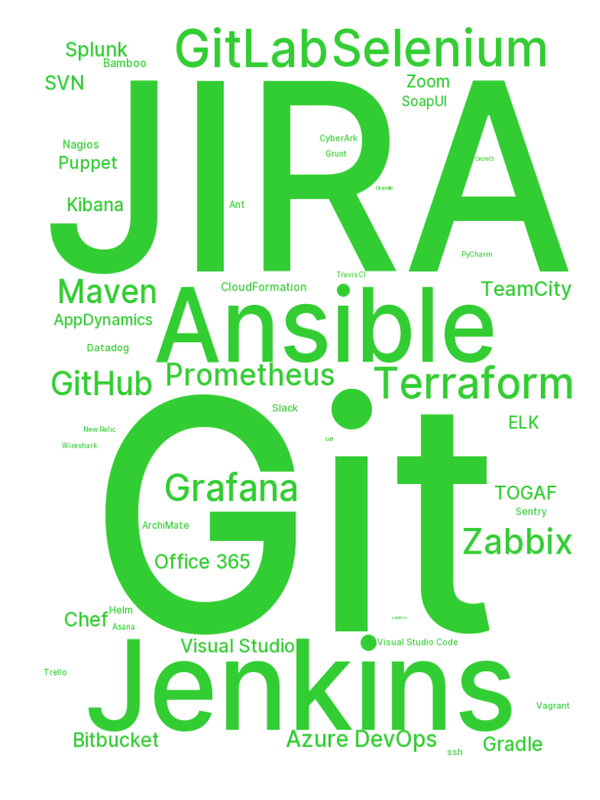 GitLab Selenium
Splunk
Bamboo
SVN
Zoom
SoapUI
JIRA
CyberArk
Grunt
CircleCI
Nagios
Puppet
Gremlin
Kibana
Ant
PyCharm
Travis CI
Maven
CloudFormation
TeamCity
Ansible
AppDynamics
Datadog
Prometheus
GitHub
Terraform
Slack
ELK
New Relic
curl
Wireshark
Git
Grafana
TOGAF
Sentry
ArchiMate
Zabbix
Office 365
Helm
Chef
Asana
Visual Studio
Visual Studio Code
Jenkins
Trello
Vagrant
Bitbucket
Azure DevOps
Gradle
ssh